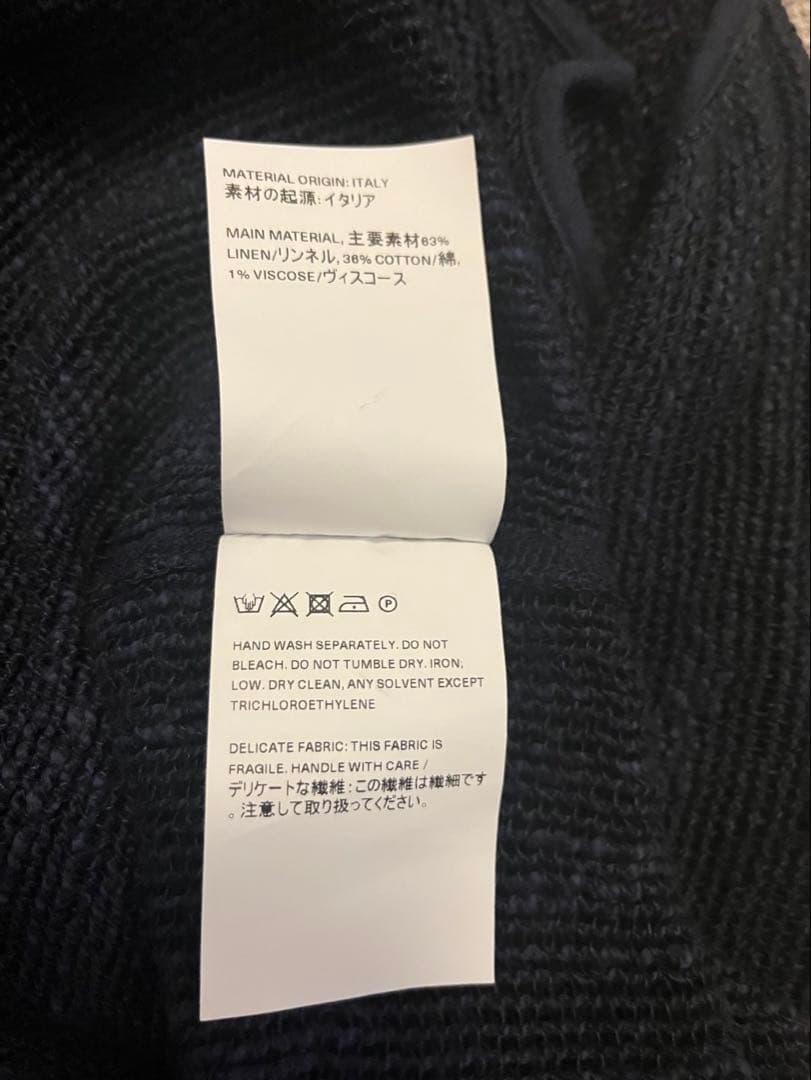 MATERIAL ORIGIN: ITALY
素材の起源:イタリア
MAIN MATERIAL, 主要素材63%
LINEN/リンネル, 36% COTTON/綿,
1% VISCOSE/ヴィスコース
P
HAND WASH SEPARATELY. DO NOT
BLEACH. DO NOT TUMBLE DRY. IRON,
LOW. DRY CLEAN, ANY SOLVENT EXCEPT
TRICHLOROETHYLENE
DELICATE FABRIC: THIS FABRIC IS
FRAGILE. HANDLE WITH CARE /
デリケートな繊維:この繊維は繊細です
。注意して取り扱ってください。